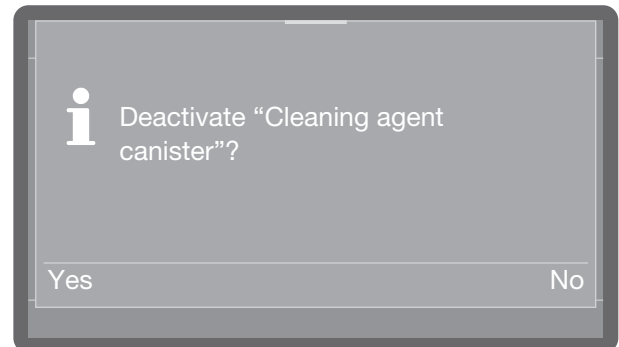 Deactivate “Cleaning agent
canister”?
Yes
No